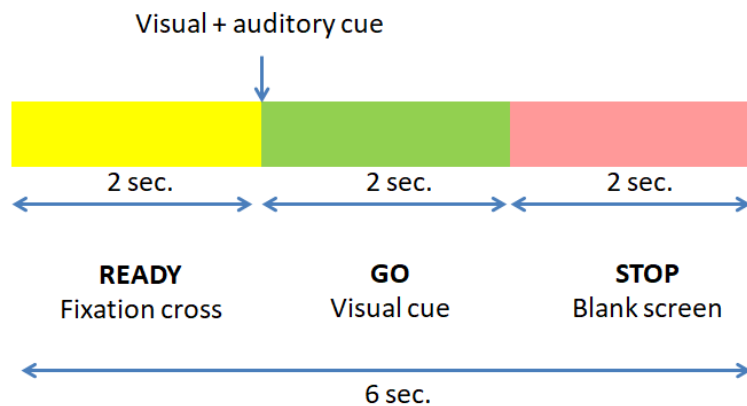 Visual + auditory cue
2 sec. 2 sec. 2 sec.
READY GO STOP
Fixation cross Visual cue Blank screen
6 sec.